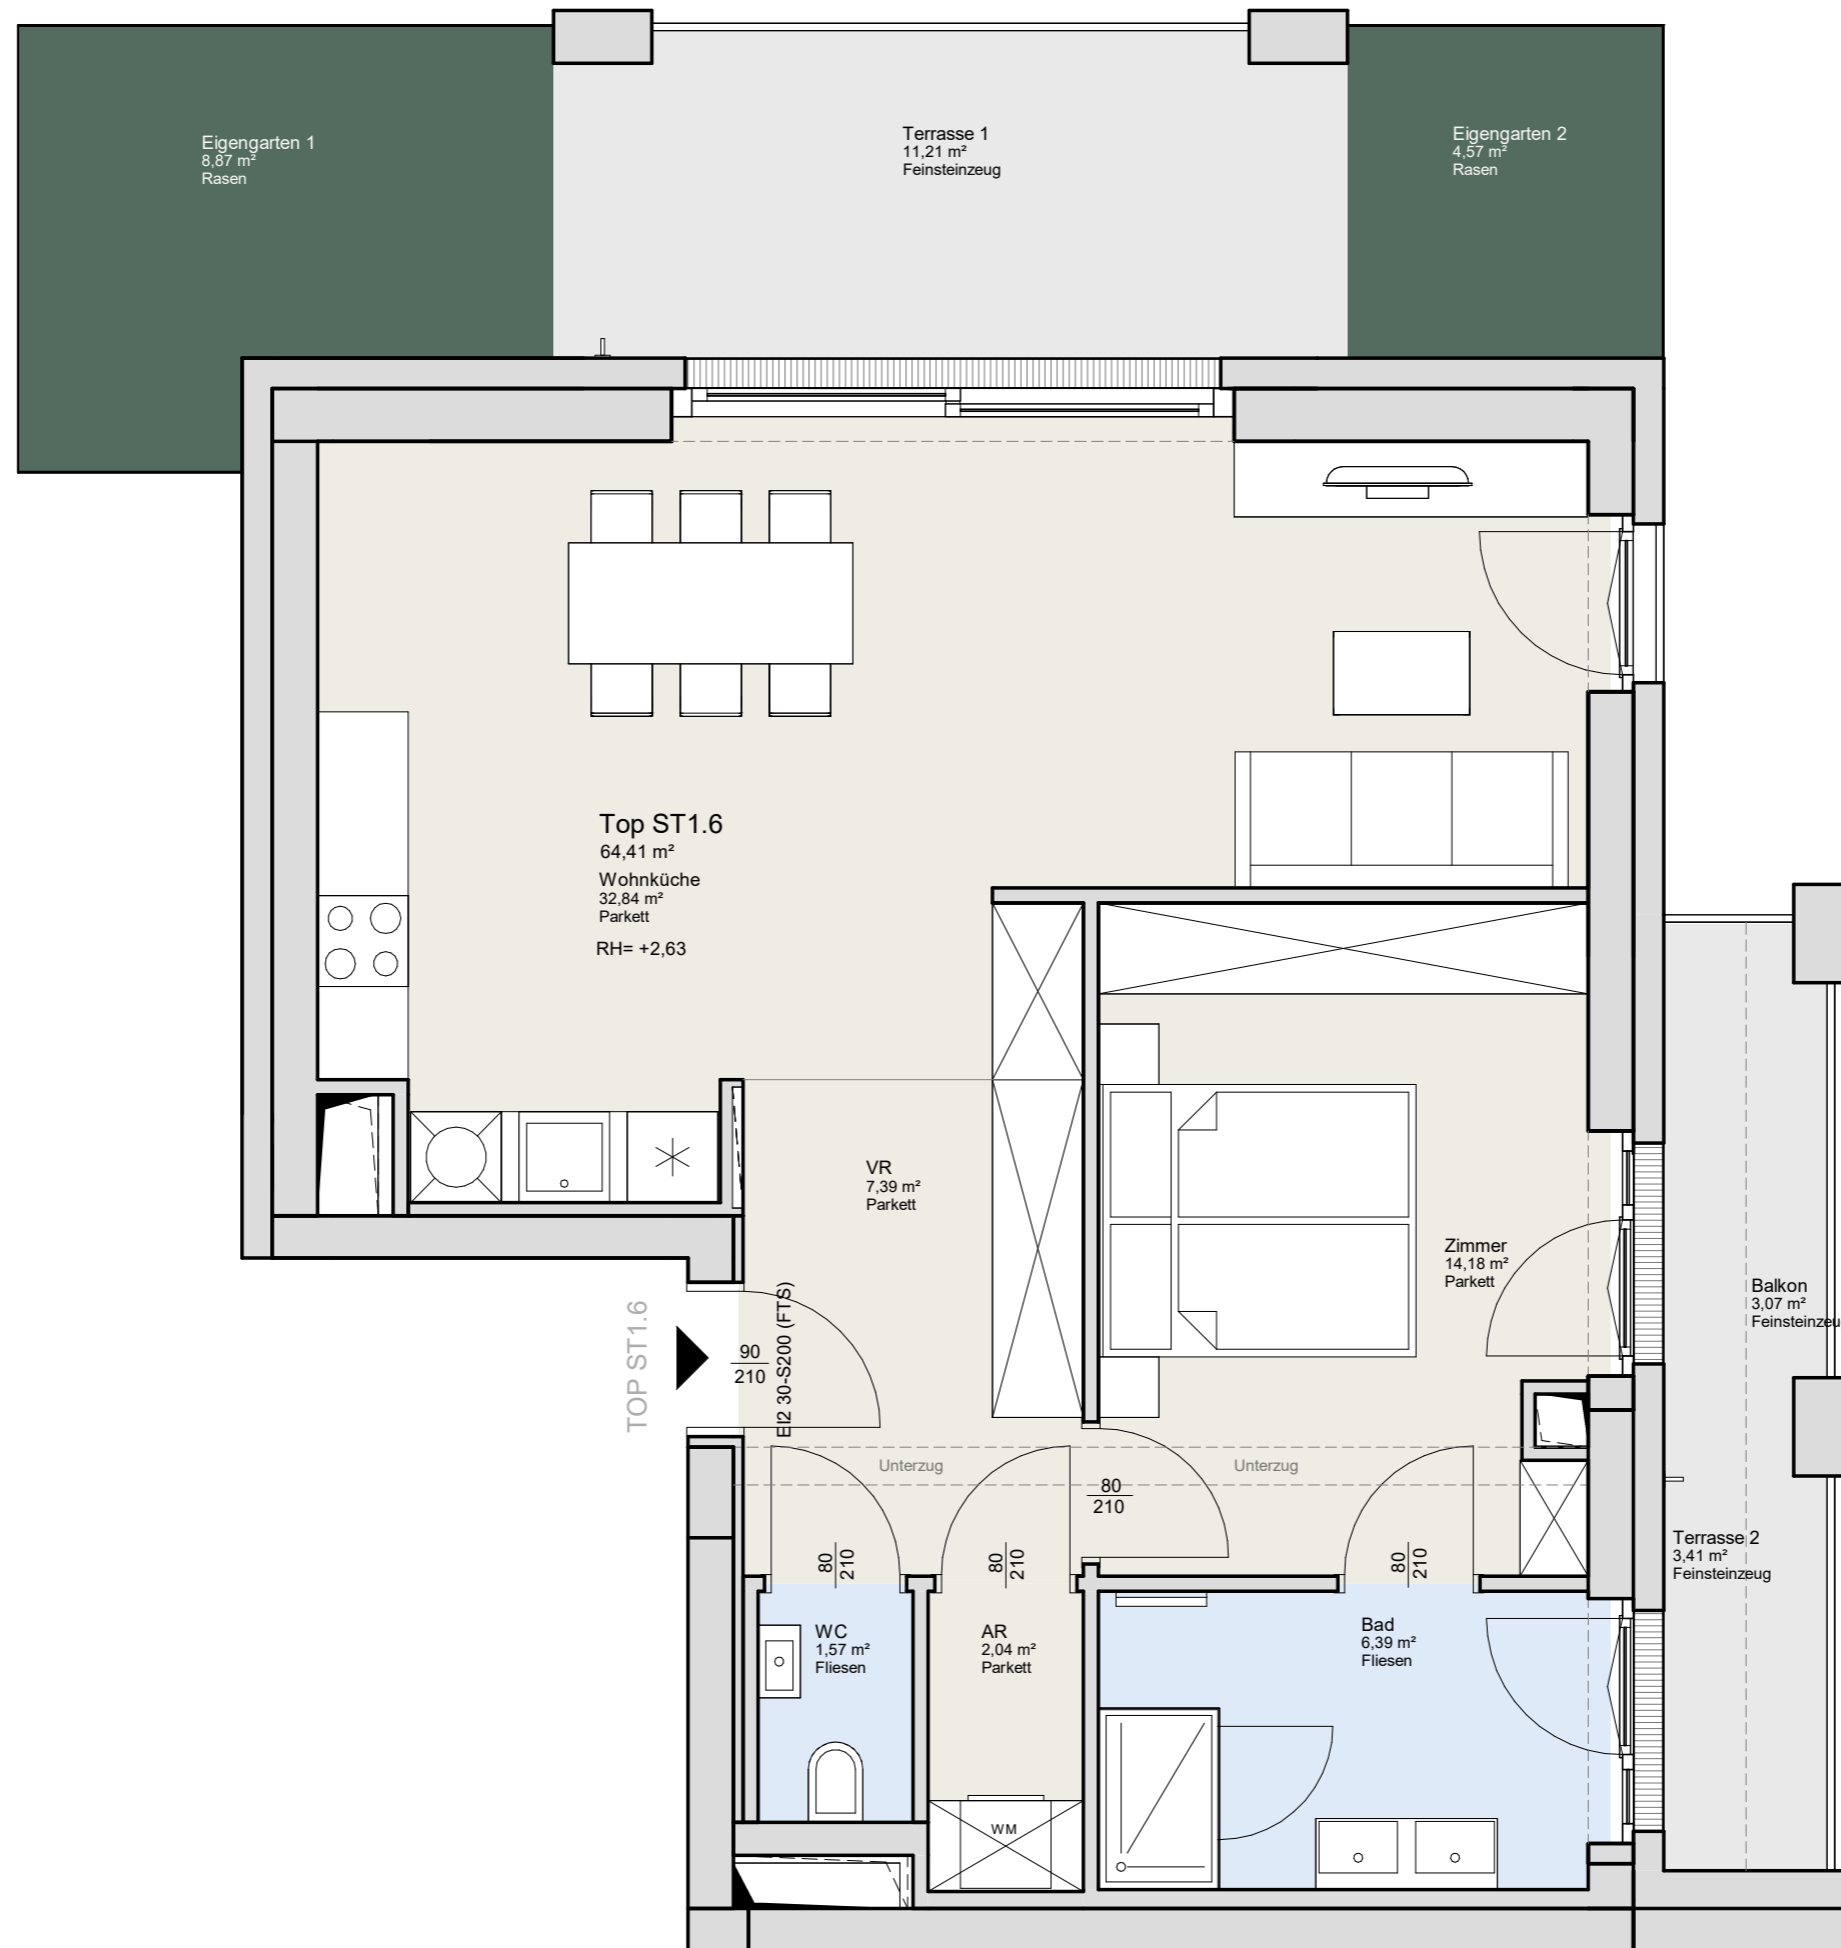 Eigengarten 1
8,87 m²
Rasen
Terrasse 1
11,21 m²
Feinsteinzeug
Eigengarten 2
4,57 m²
Rasen
Top ST1.6
64,41 m²
Wohnküche
32,84 m²
Parkett
RH= +2,63
VR
7,39 m²
Parkett
Zimmer
14,18 m²
Parkett
Balkon
3,07 m²
Feinsteinzeu
TOP ST1.6
90
210
EI2 30-S200 (FTS)
Unterzug
Unterzug
80
210
80
210
80
210
80
210
Terrasse 2
3,41 m²
Feinsteinzeug
WC
1,57 m²
Fliesen
AR
2,04 m²
Parkett
Bad
6,39 m²
Fliesen
WM